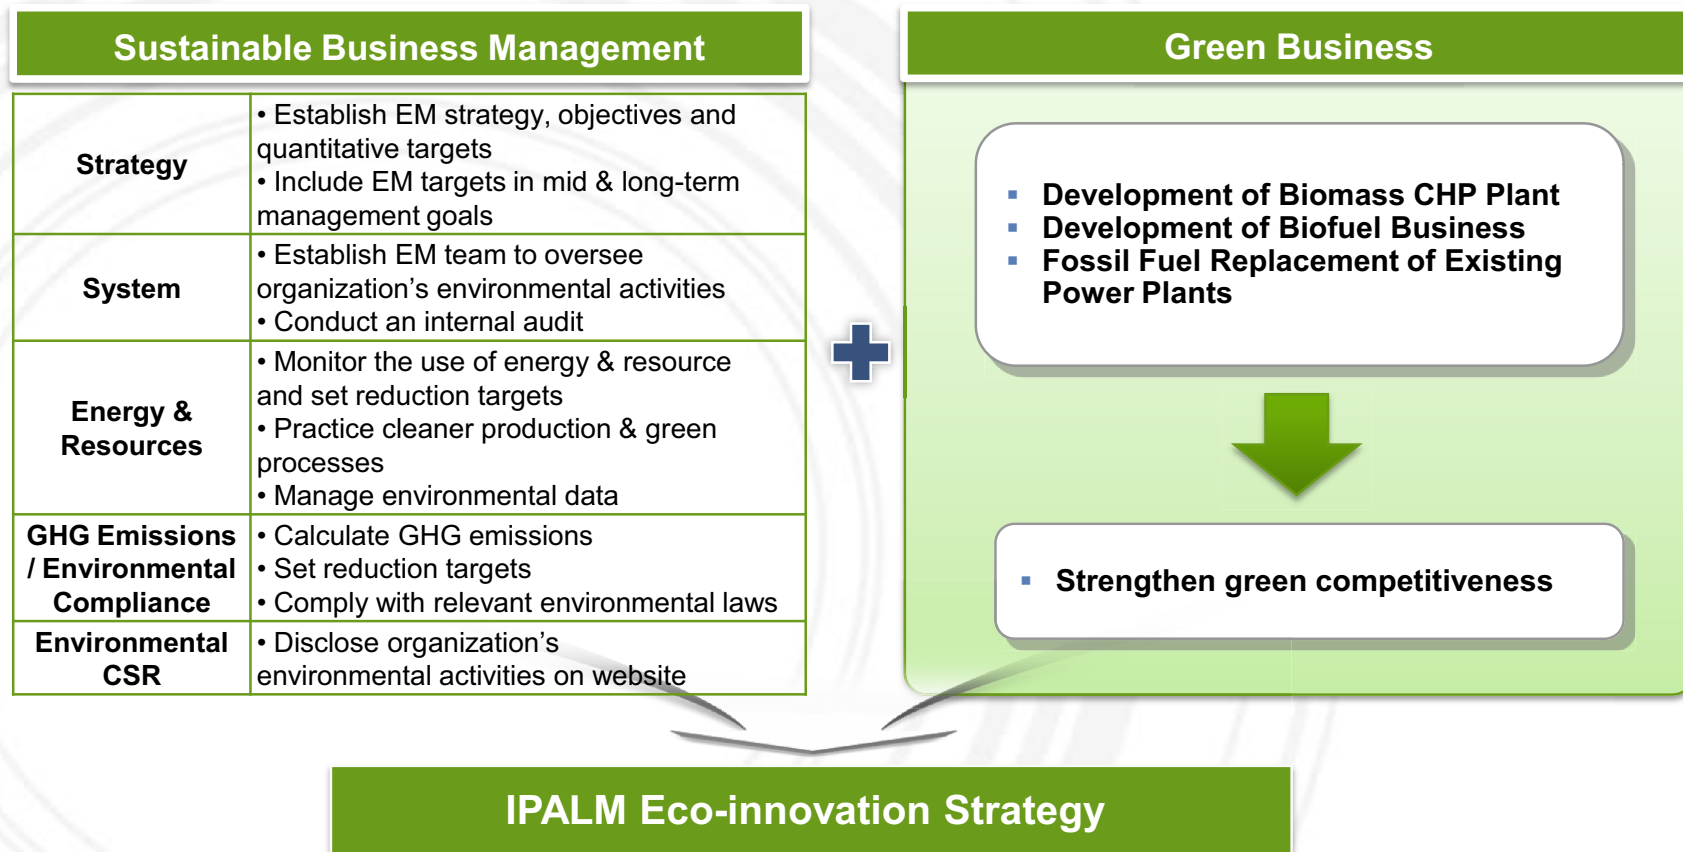 Sustainable Business Management
Strategy
• Establish EM strategy, objectives and
quantitative targets
• Include EM targets in mid & long-term
management goals
System
• Establish EM team to oversee
organization’s environmental activities
• Conduct an internal audit
Energy &
Resources
• Monitor the use of energy & resource
and set reduction targets
• Practice cleaner production & green
processes
• Manage environmental data
GHG Emissions
/ Environmental
Compliance
• Calculate GHG emissions
• Set reduction targets
• Comply with relevant environmental laws
Environmental
CSR
• Disclose organization’s
environmental activities on website
Green Business
▪ Development of Biomass CHP Plant
▪ Development of Biofuel Business
▪ Fossil Fuel Replacement of Existing
Power Plants
▪ Strengthen green competitiveness
IPALM Eco-innovation Strategy